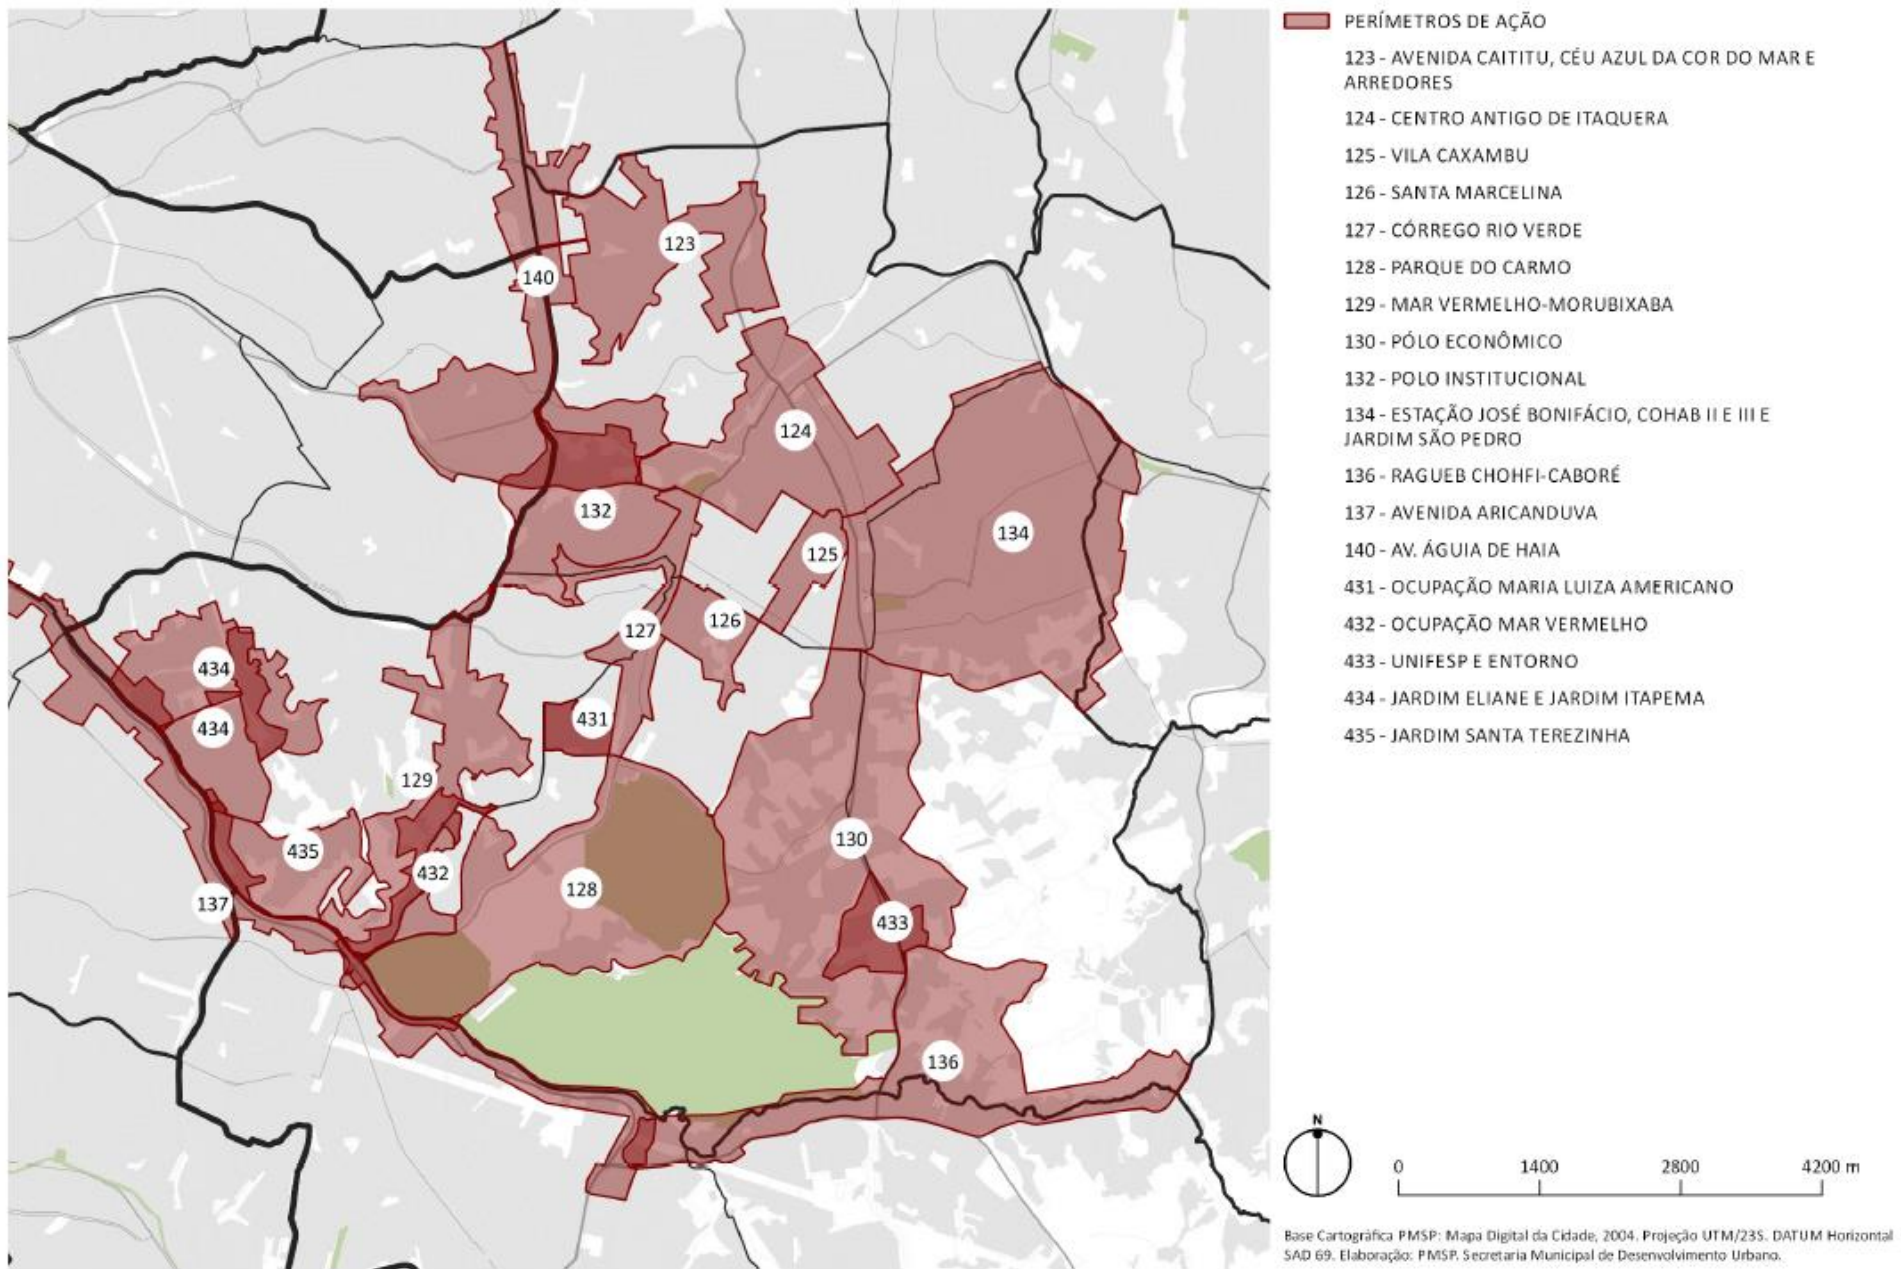 PERÍMETROS DE AÇÃO
123 - AVENIDA CAITITU, CÉU AZUL DA COR DO MAR E
ARREDORES
124 - CENTRO ANTIGO DE ITAQUERA
125 - VILA CAXAMBU
126 - SANTA MARCELINA
127 - CÓRREGO RIO VERDE
128 - PARQUE DO CARMO
129 - MAR VERMELHO-MORUBIXABA
130 - PÓLO ECONÔMICO
132 - POLO INSTITUCIONAL
134 - ESTAÇÃO JOSÉ BONIFÁCIO, COHAB II E III E
JARDIM SÃO PEDRO
136 - RAGUEB CHOHFI-CABORÉ
137 - AVENIDA ARICANDUVA
140 - AV. ÁGUIA DE HAIA
431 - OCUPAÇÃO MARIA LUIZA AMERICANO
432 - OCUPAÇÃO MAR VERMELHO
433 - UNIFESP E ENTORNO
434 - JARDIM ELIANE E JARDIM ITAPEMA
435 - JARDIM SANTA TEREZINHA
123
140
124
132
134
125
126
127
434
431
434
129
130
435
432
128
137
433
136
N
0 1400 2800 4200 m
Base Cartográfica PMSP: Mapa Digital da Cidade, 2004. Projeção UTM/23S. DATUM Horizontal
SAD 69. Elaboração: PMSP. Secretaria Municipal de Desenvolvimento Urbano.